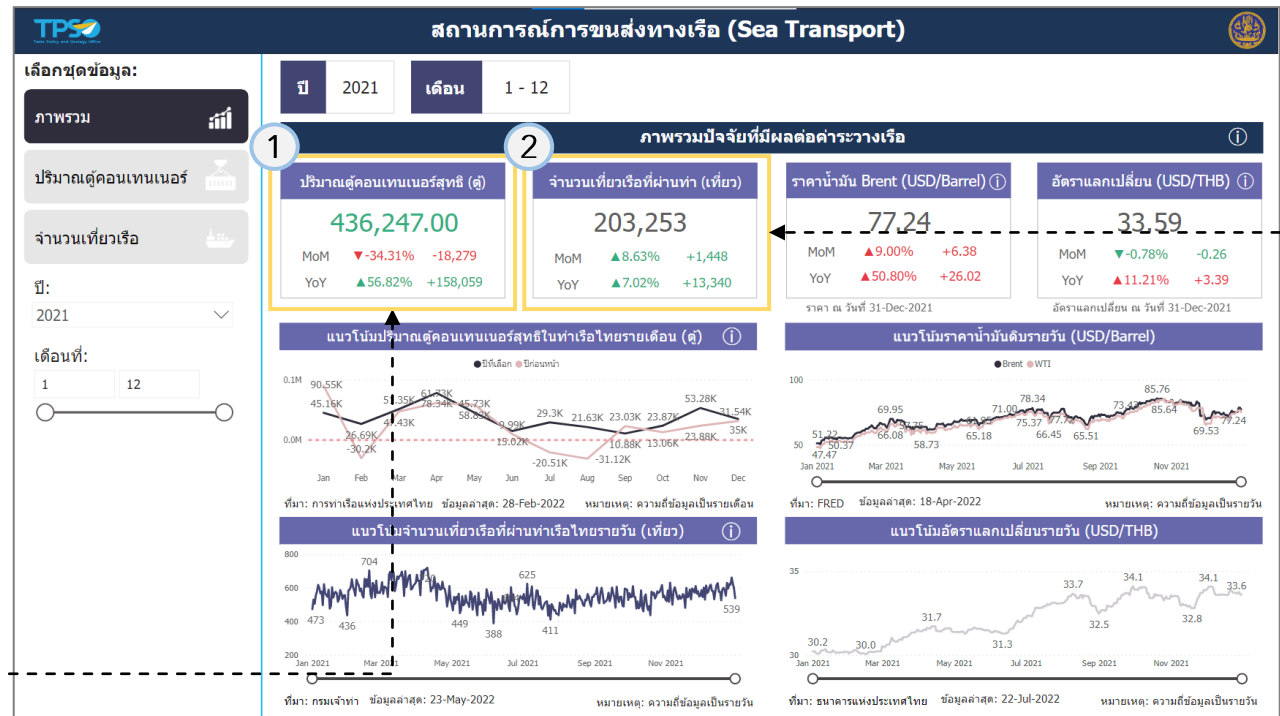 TPSO
Trade Policy and Strategy Office
สถานการณ์การขนส่งทางเรือ (Sea Transport)
เลือกชุดข้อมูล:
ภาพรวม
ปริมาณตู้คอนเทนเนอร์
จำนวนเที่ยวเรือ
ปี:
2021
เดือนที่:
1 12
ปี 2021 เดือน 1 - 12
ภาพรวมปัจจัยที่มีผลต่อค่าระวางเรือ
1
ปริมาณตู้คอนเทนเนอร์สุทธิ (ตู้)
436,247.00
MoM ▼-34.31% -18,279
YoY ▲56.82% +158,059
2
จำนวนเที่ยวเรือที่ผ่านท่า (เที่ยว)
203,253
MoM ▲8.63% +1,448
YoY ▲7.02% +13,340
ราคาน้ำมัน Brent (USD/Barrel)
77.24
MoM ▲9.00% +6.38
YoY ▲50.80% +26.02
ราคา ณ วันที่ 31-Dec-2021
อัตราแลกเปลี่ยน (USD/THB)
33.59
MoM ▼-0.78% -0.26
YoY ▲11.21% +3.39
อัตราแลกเปลี่ยน ณ วันที่ 31-Dec-2021
แนวโน้มปริมาณตู้คอนเทนเนอร์สุทธิในท่าเรือไทยรายเดือน (ตู้)
ปีที่เลือก ปีก่อนหน้า
0.1M
90.55K
45.16K
26.69K
-30.2K
51.35K
47.43K
61.73K
78.34K
45.73K
58.83K
9.99K
15.02K
29.3K
-20.51K
21.63K
-31.12K
23.03K
10.88K
23.87K
13.06K
53.28K
23.88K
31.54K
35K
0.0M
Jan Feb Mar Apr May Jun Jul Aug Sep Oct Nov Dec
ที่มา: การท่าเรือแห่งประเทศไทย ข้อมูลล่าสุด: 28-Feb-2022 หมายเหตุ: ความถี่ข้อมูลเป็นรายเดือน
แนวโน้มราคาน้ำมันดิบรายวัน (USD/Barrel)
Brent WTI
100
50
51.22
50.37
47.47
69.95
66.08
58.73
65.18
71.00
78.34
75.37
66.45
65.51
85.76
85.64
69.53
77.24
Jan 2021 Mar 2021 May 2021 Jul 2021 Sep 2021 Nov 2021
ที่มา: FRED ข้อมูลล่าสุด: 18-Apr-2022 หมายเหตุ: ความถี่ข้อมูลเป็นรายวัน
แนวโน้มจำนวนเที่ยวเรือที่ผ่านท่าเรือไทยรายวัน (เที่ยว)
800
600
400
200
473
436
704
449
388
625
411
539
Jan 2021 Mar 2021 May 2021 Jul 2021 Sep 2021 Nov 2021
ที่มา: กรมเจ้าท่า ข้อมูลล่าสุด: 23-May-2022 หมายเหตุ: ความถี่ข้อมูลเป็นรายวัน
แนวโน้มอัตราแลกเปลี่ยนรายวัน (USD/THB)
35
30
30.2
30.0
31.7
31.3
33.7
32.5
34.1
32.8
34.1
33.6
Jan 2021 Mar 2021 May 2021 Jul 2021 Sep 2021 Nov 2021
ที่มา: ธนาคารแห่งประเทศไทย ข้อมูลล่าสุด: 22-Jul-2022 หมายเหตุ: ความถี่ข้อมูลเป็นรายวัน